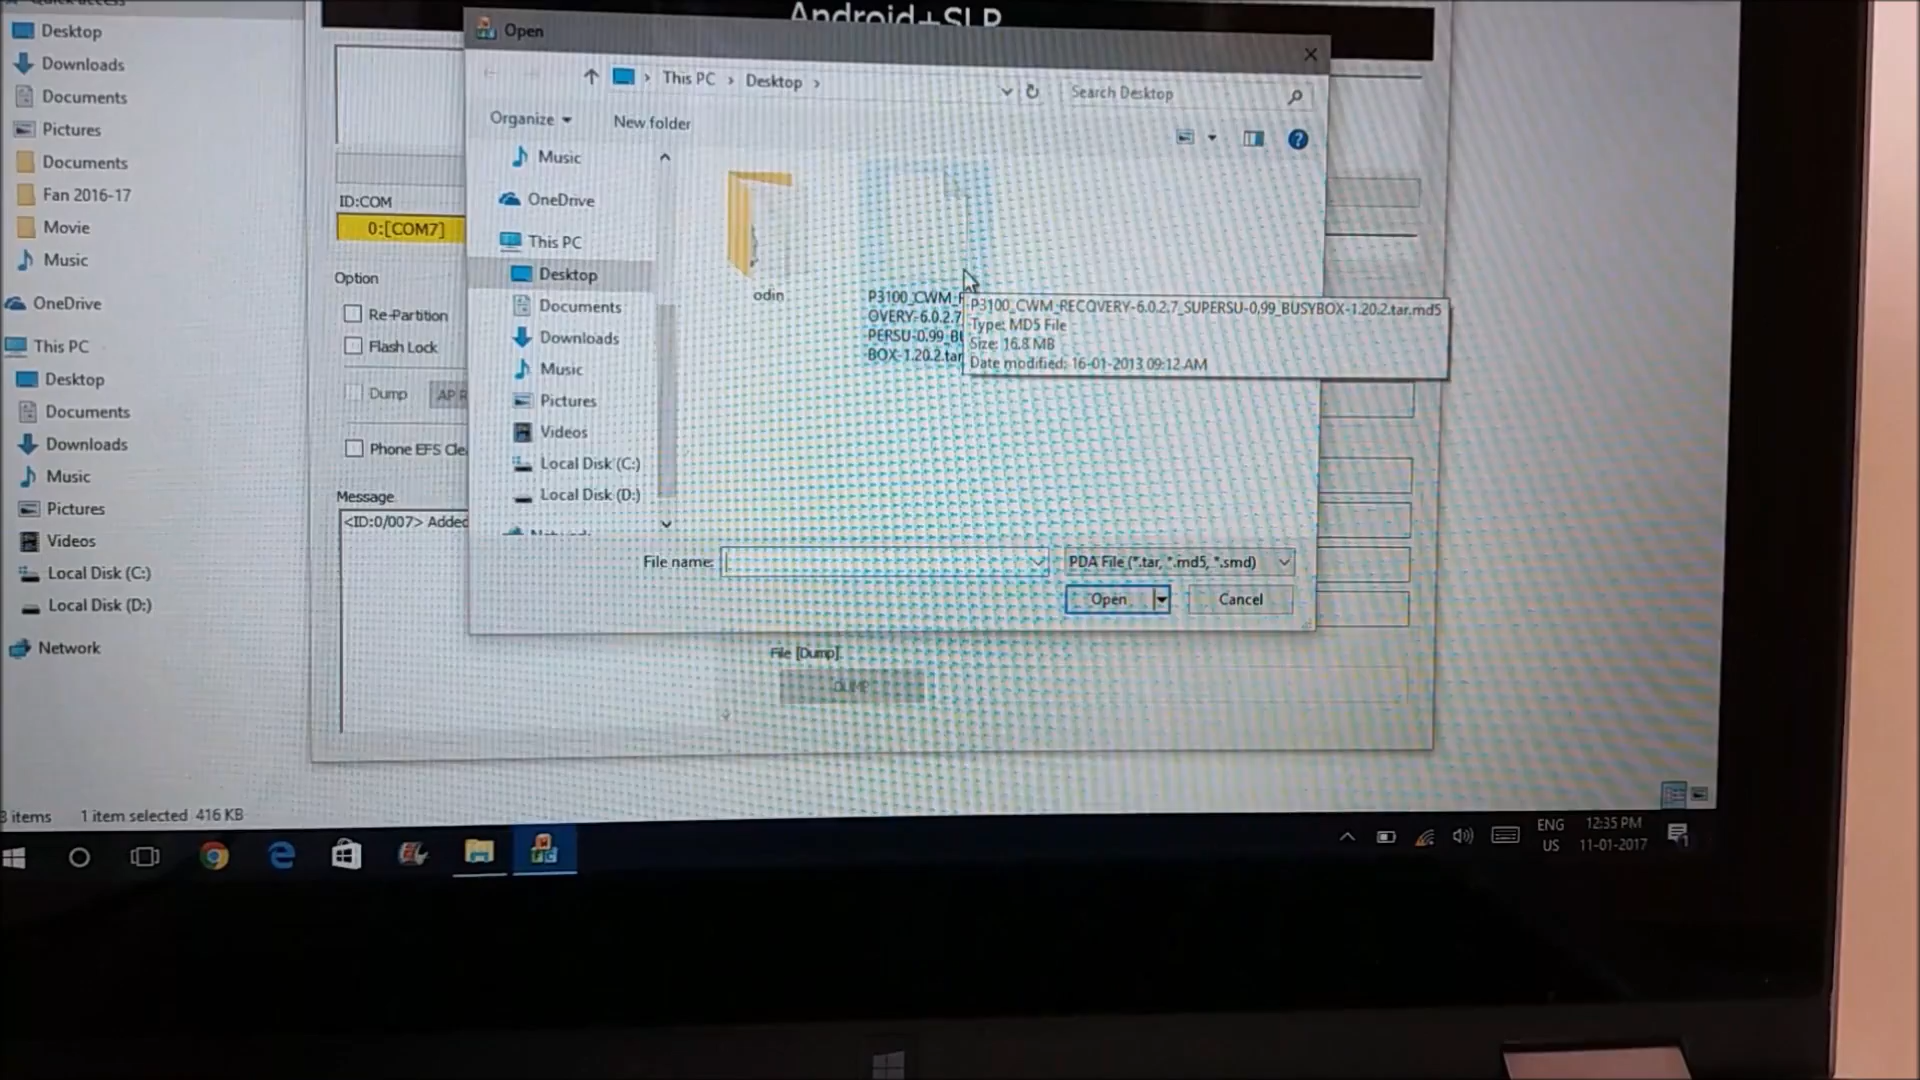 Desktop
Downloads
Documents
Pictures
Documents
Fan 2016-17
Movie
Music
OneDrive
This PC
Desktop
Documents
Downloads
Music
Pictures
Videos
Local Disk (C:)
Local Disk (D:)
Network
3 items 1 item selected 416 KB
Android+SLP
ID:COM
0:[COM7]
Option
Re-Partition
Flash Lock
Dump
AP R
Phone EFS Cle
Message
<ID:0/007> Added
Open
This PC > Desktop >
Search Desktop
Organize
New folder
Music
OneDrive
This PC
Desktop
Documents
Downloads
Music
Pictures
Videos
Local Disk (C:)
Local Disk (D:)
odin
P3100_CWM-R
OVERY-6.0.2.7
PERSU-0.99_BU
BOX-1.20.2.tar
P3100_CWM-RECOVERY-6.0.2.7_SUPERSU-0.99_BUSYBOX-1.20.2.tar.md5
Type: MD5 File
Size: 16.8 MB
Date modified: 16-01-2013 09:12 AM
File name:
PDA File (*.tar, *.md5, *.smd)
Open
Cancel
File [Dump]
DUMP
ENG
US
12:35 PM
11-01-2017